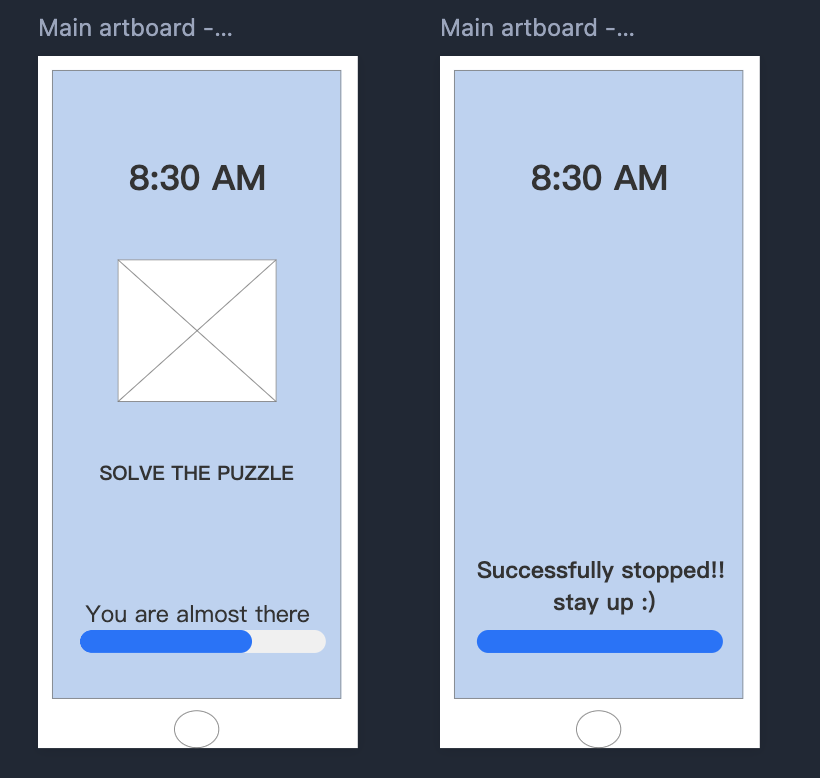 Main artboard -...
8:30 AM
SOLVE THE PUZZLE
You are almost there
Main artboard -...
8:30 AM
Successfully stopped!!
stay up :)